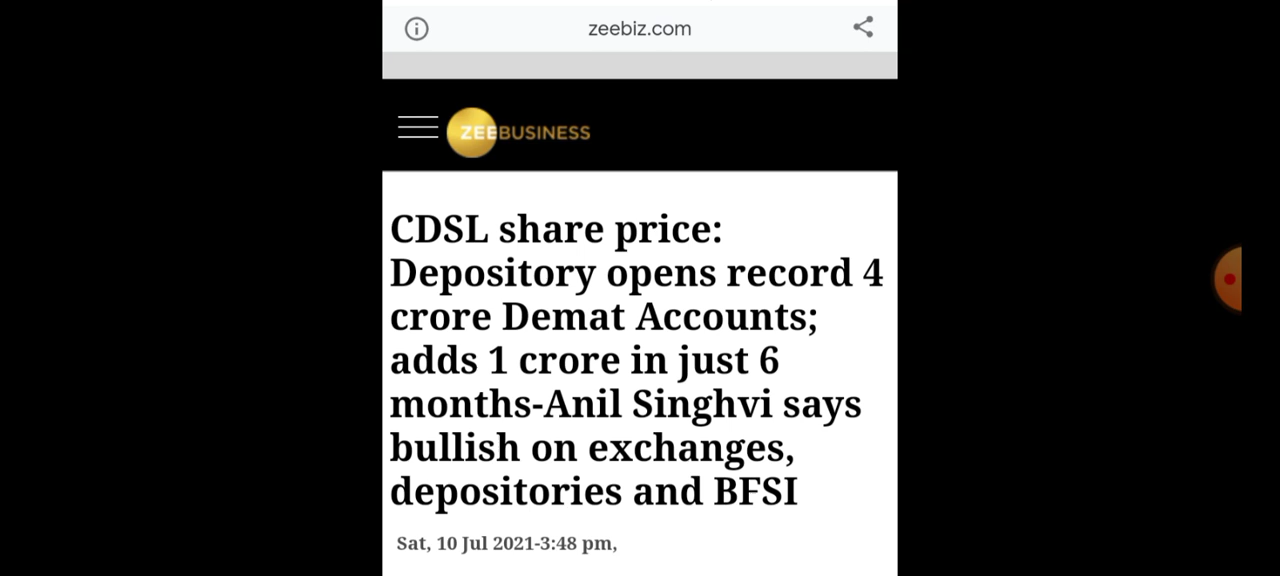 zeebiz.com
ZEEBUSINESS
CDSL share price:
Depository opens record 4
crore Demat Accounts;
adds 1 crore in just 6
months-Anil Singhvi says
bullish on exchanges,
depositories and BFSI
Sat, 10 Jul 2021-3:48 pm,